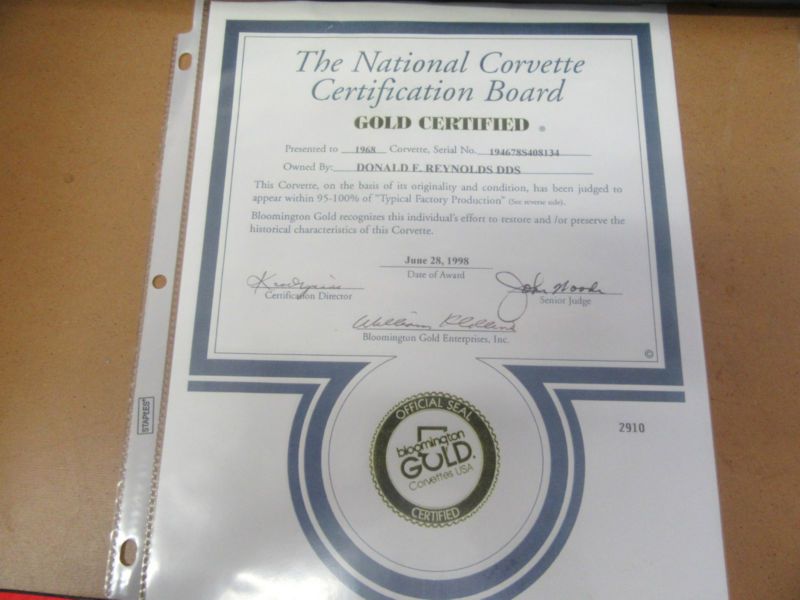 The National Corvette
Certification Board
GOLD CERTIFIED ®
Presented to 1968 Corvette, Serial No. 194678S408134
Owned By: DONALD F. REYNOLDS DDS
This Corvette, on the basis of its originality and condition, has been judged to
appear within 95-100% of "Typical Factory Production" (See reverse side).
Bloomington Gold recognizes this individual's effort to restore and /or preserve the
historical characteristics of this Corvette.
June 28, 1998
Date of Award
Certification Director
John Woods
Senior Judge
William
Bloomington Gold Enterprises, Inc.
©
STAPLES
2910
OFFICIAL SEAL
bloomington
GOLD®
Corvettes USA
CERTIFIED